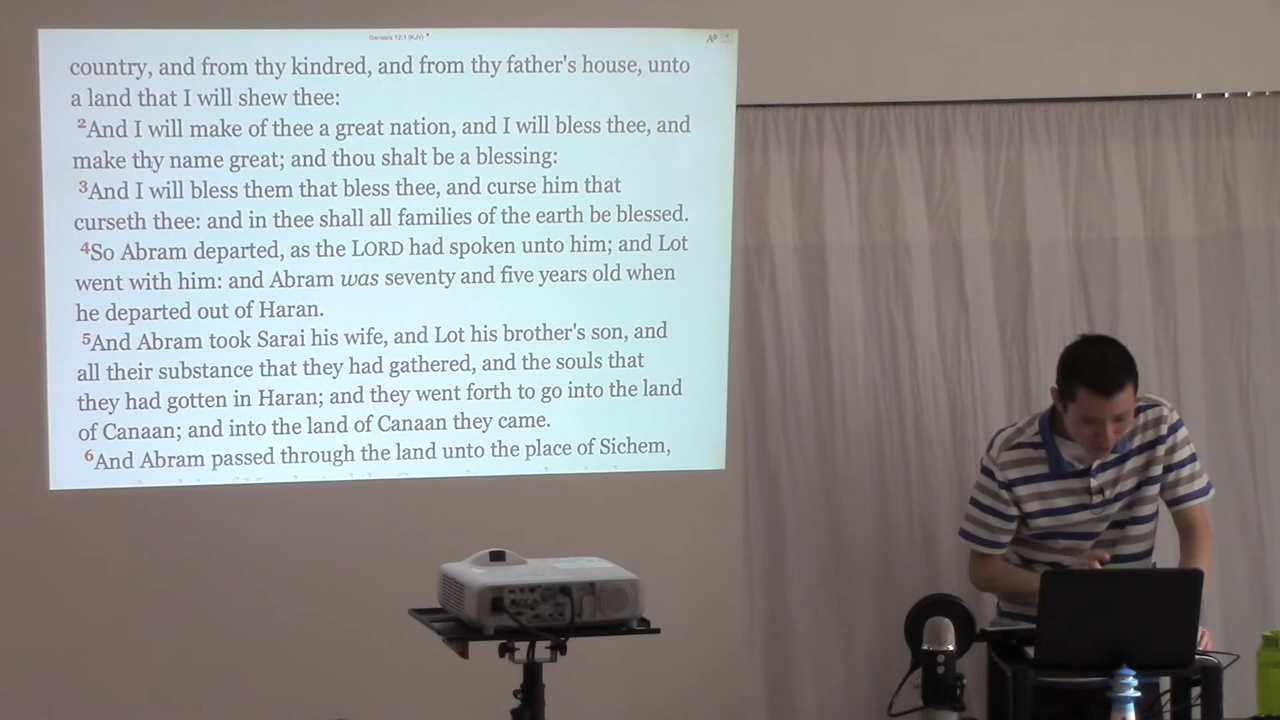 Genesis 12:1 (KJV)
country, and from thy kindred, and from thy father's house, unto
a land that I will shew thee:
2And I will make of thee a great nation, and I will bless thee, and
make thy name great; and thou shalt be a blessing:
3And I will bless them that bless thee, and curse him that
curseth thee: and in thee shall all families of the earth be blessed.
4So Abram departed, as the LORD had spoken unto him; and Lot
went with him: and Abram was seventy and five years old when
he departed out of Haran.
5And Abram took Sarai his wife, and Lot his brother's son, and
all their substance that they had gathered, and the souls that
they had gotten in Haran; and they went forth to go into the land
of Canaan; and into the land of Canaan they came.
6And Abram passed through the land unto the place of Sichem,